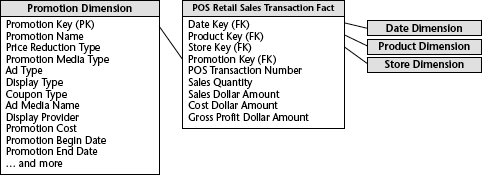 Promotion Dimension
Promotion Key (PK)
Promotion Name
Price Reduction Type
Promotion Media Type
Ad Type
Display Type
Coupon Type
Ad Media Name
Display Provider
Promotion Cost
Promotion Begin Date
Promotion End Date
... and more
POS Retail Sales Transaction Fact
Date Key (FK)
Product Key (FK)
Store Key (FK)
Promotion Key (FK)
POS Transaction Number
Sales Quantity
Sales Dollar Amount
Cost Dollar Amount
Gross Profit Dollar Amount
Date Dimension
Product Dimension
Store Dimension